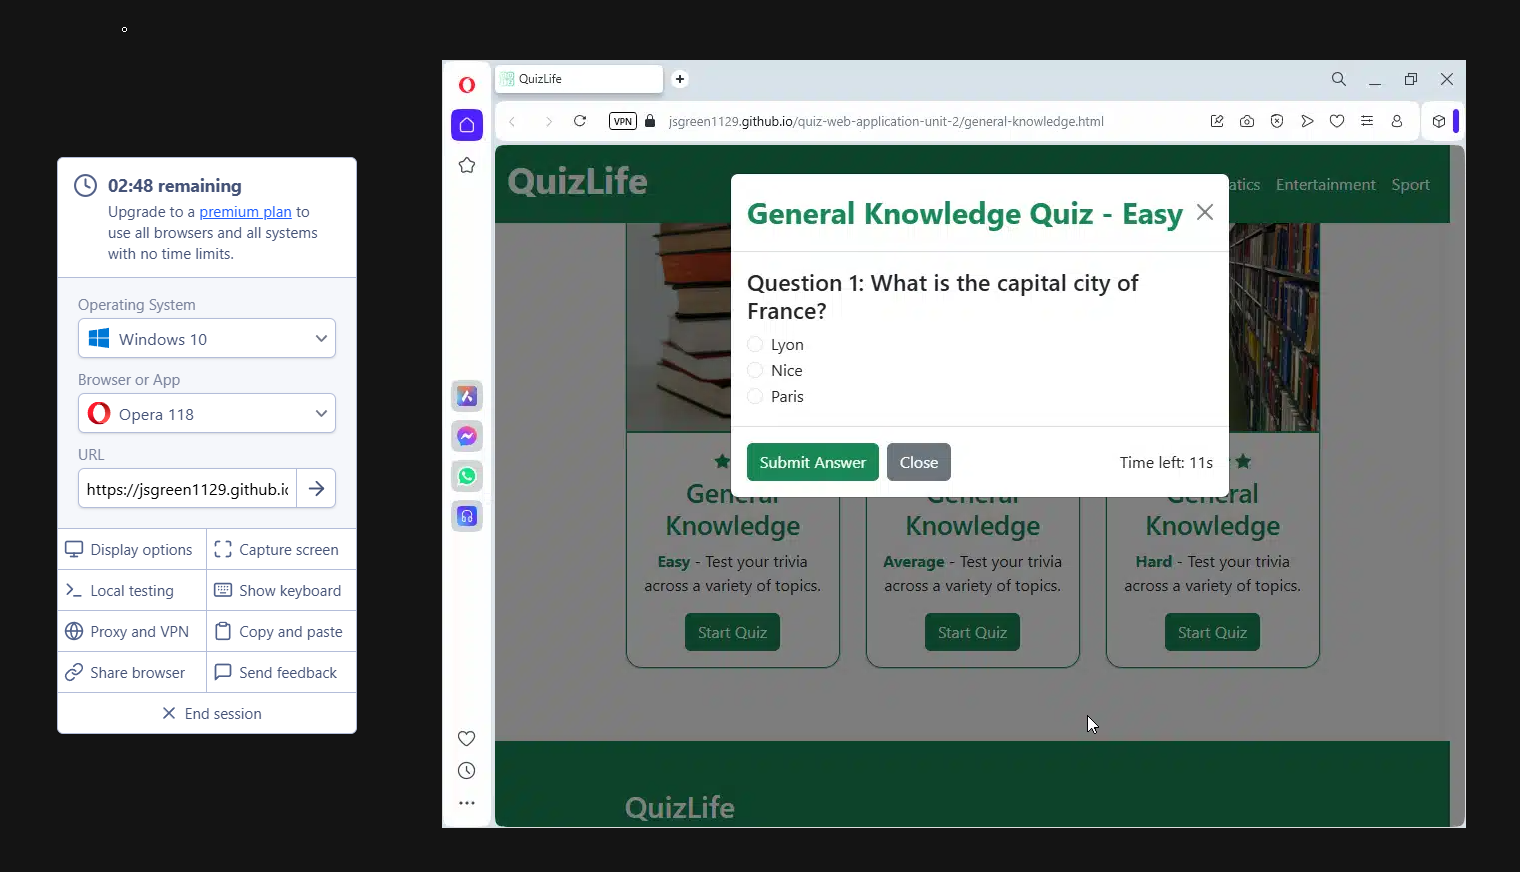 02:48 remaining
Upgrade to a premium plan to
use all browsers and all systems
with no time limits.
Operating System
Windows 10
Browser or App
Opera 118
URL
https://jsgreen1129.github.io
Display options
Capture screen
Local testing
Show keyboard
Proxy and VPN
Copy and paste
Share browser
Send feedback
End session
QuizLife
VPN
jsgreen1129.github.io/quiz-web-application-unit-2/general-knowledge.html
QuizLife
atics
Entertainment
Sport
General Knowledge Quiz - Easy
Question 1: What is the capital city of
France?
Lyon
Nice
Paris
Submit Answer
Close
Time left: 11s
General
Knowledge
Easy - Test your trivia
across a variety of topics.
Start Quiz
General
Knowledge
Average - Test your trivia
across a variety of topics.
Start Quiz
General
Knowledge
Hard - Test your trivia
across a variety of topics.
Start Quiz
QuizLife